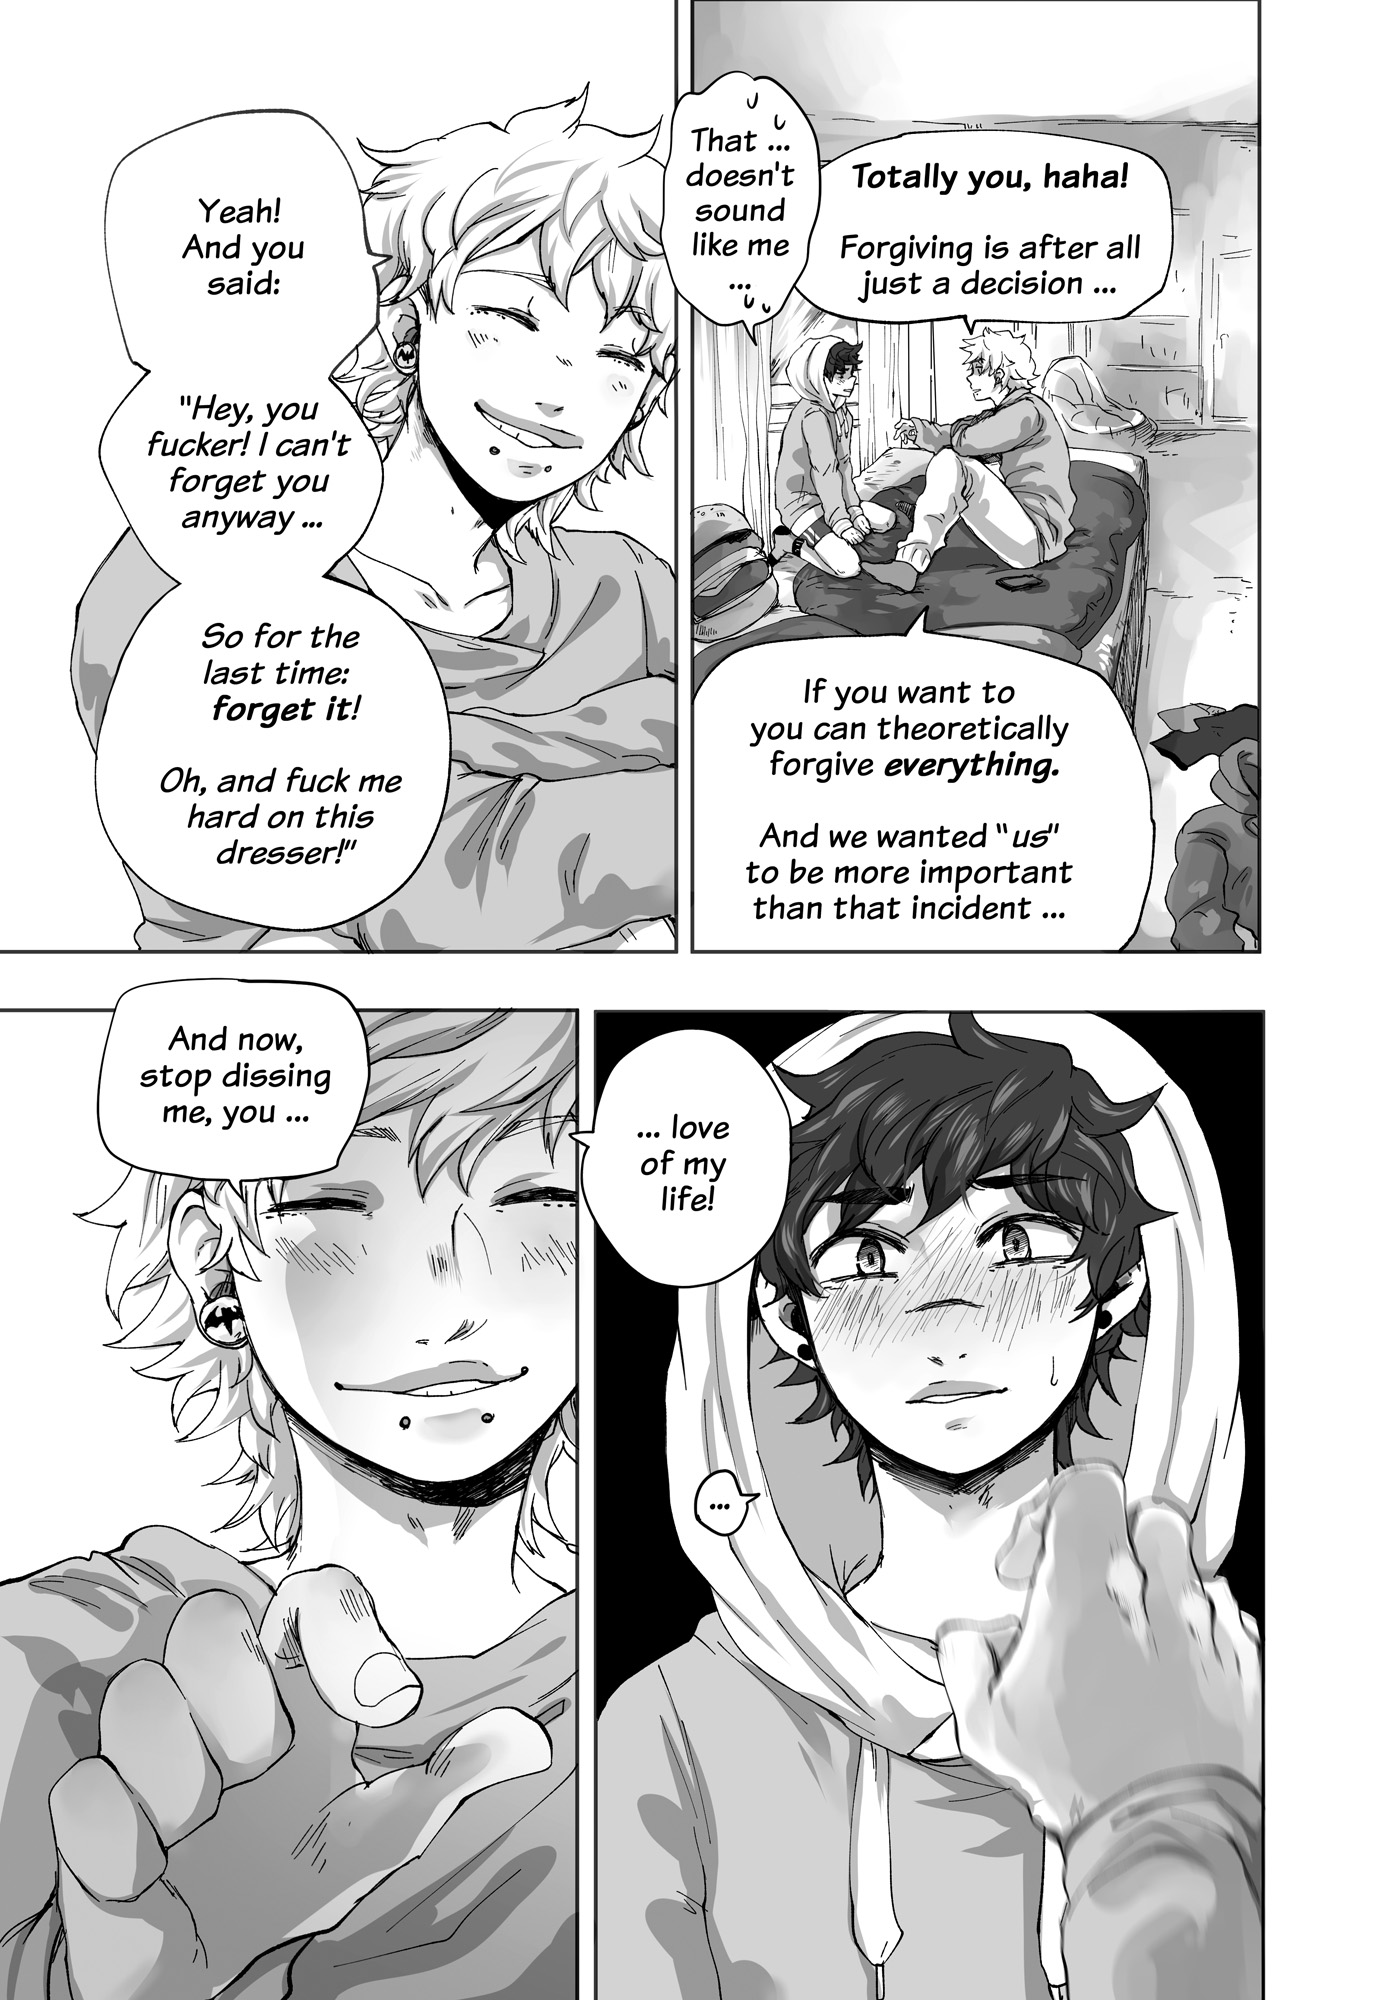 Yeah!
And you
said:
"Hey, you
fucker! I can't
forget you
anyway ...
So for the
last time:
forget it!
Oh, and fuck me
hard on this
dresser!"
That ...
doesn't
sound
like me
...
Totally you, haha!
Forgiving is after all
just a decision ...
If you want to
you can theoretically
forgive everything.
And we wanted "us"
to be more important
than that incident ...
And now,
stop dissing
me, you ...
... love
of my
life!
...